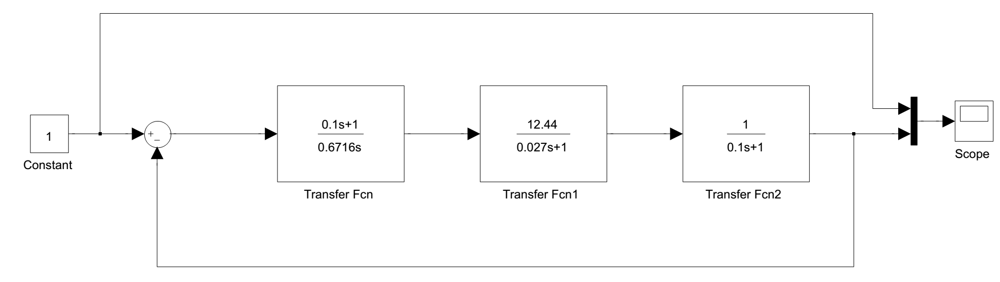 1
Constant
+
_
0.1s+1
0.6716s
Transfer Fcn
12.44
0.027s+1
Transfer Fcn1
1
0.1s+1
Transfer Fcn2
Scope